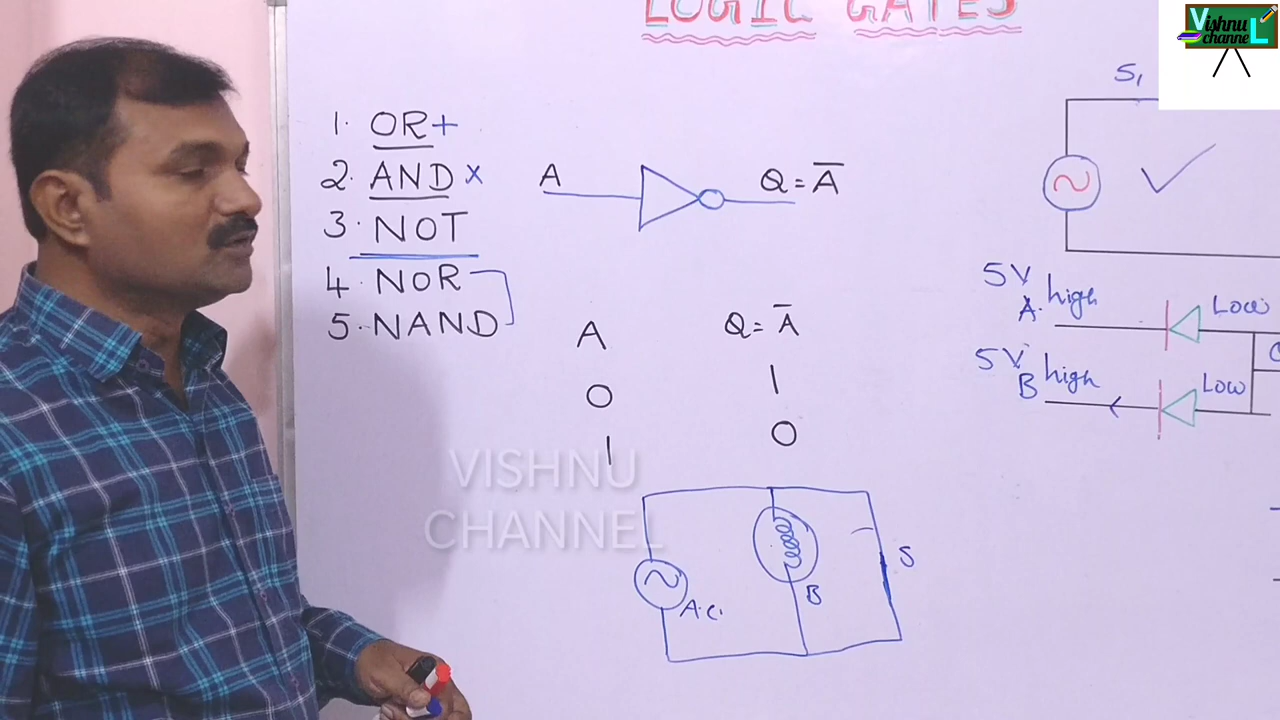 LOGIC GATES
Vishnu
channeL
1. OR +
2. AND x
3. NOT
4. NOR
5. NAND
A
Q = A̅
A
Q = A̅
0
1
1
0
A.C.
B
S
S₁
5V
A. high
Low
5V
B high
Low
VISHNU
CHANNEL